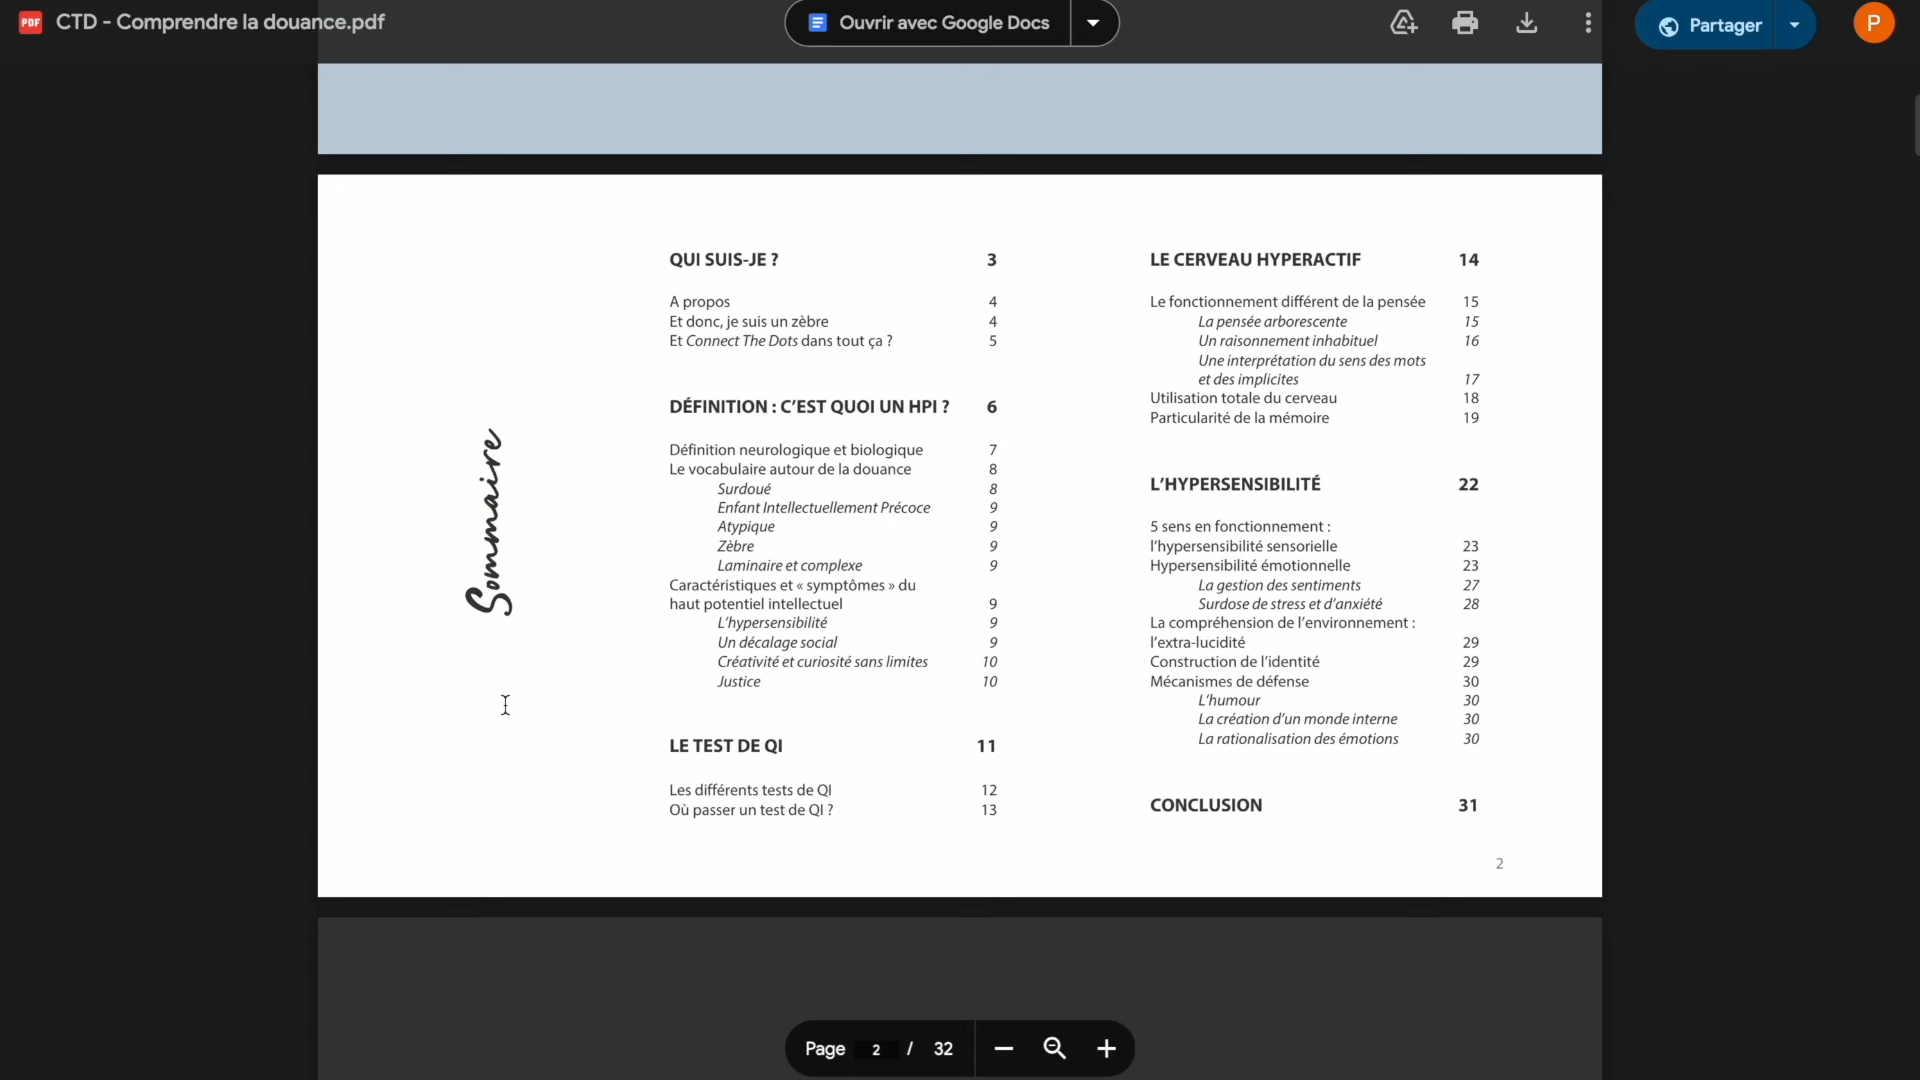 PDF CTD - Comprendre la douance.pdf
Ouvrir avec Google Docs
Partager
P
Sommaire
QUI SUIS-JE ? 3
A propos 4
Et donc, je suis un zèbre 4
Et Connect The Dots dans tout ça ? 5
DÉFINITION : C’EST QUOI UN HPI ? 6
Définition neurologique et biologique 7
Le vocabulaire autour de la douance 8
Surdoué 8
Enfant Intellectuellement Précoce 9
Atypique 9
Zèbre 9
Laminaire et complexe 9
Caractéristiques et « symptômes » du
haut potentiel intellectuel 9
L’hypersensibilité 9
Un décalage social 9
Créativité et curiosité sans limites 10
Justice 10
LE TEST DE QI 11
Les différents tests de QI 12
Où passer un test de QI ? 13
LE CERVEAU HYPERACTIF 14
Le fonctionnement différent de la pensée 15
La pensée arborescente 15
Un raisonnement inhabituel 16
Une interprétation du sens des mots
et des implicites 17
Utilisation totale du cerveau 18
Particularité de la mémoire 19
L’HYPERSENSIBILITÉ 22
5 sens en fonctionnement :
l’hypersensibilité sensorielle 23
Hypersensibilité émotionnelle 23
La gestion des sentiments 27
Surdose de stress et d’anxiété 28
La compréhension de l’environnement :
l’extra-lucidité 29
Construction de l’identité 29
Mécanismes de défense 30
L’humour 30
La création d’un monde interne 30
La rationalisation des émotions 30
CONCLUSION 31
2
Page 2 / 32